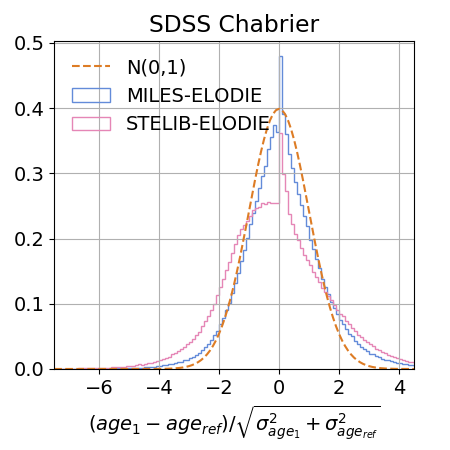 SDSS Chabrier
0.5
0.4
0.3
0.2
0.1
0.0
N(0,1)
MILES-ELODIE
STELIB-ELODIE
−6 −4 −2 0 2 4
(age₁ − age_ref)/√(σ²_age₁ + σ²_age_ref)